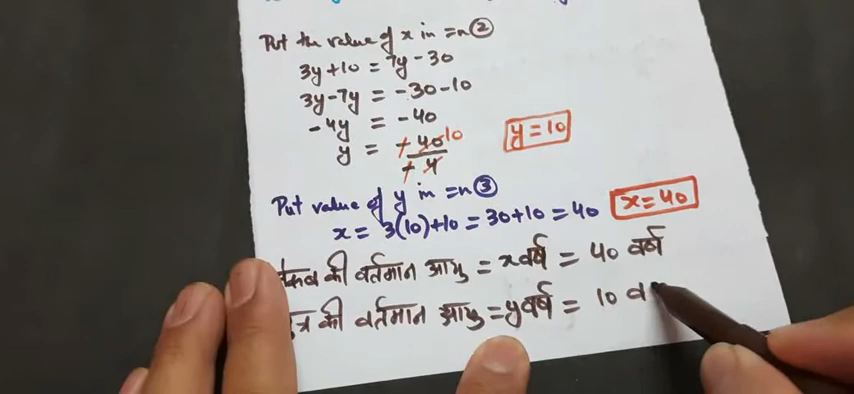 Put the value of x in =n ②
3y+10 = 7y-30
3y-7y = -30-10
-4y = -40
y = -40/-4 10
y=10
Put value of y in =n ③
x = 3(10)+10 = 30+10 = 40
x=40
की वर्तमान आयु = x वर्ष = 40 वर्ष
की वर्तमान आयु = y वर्ष = 10 व